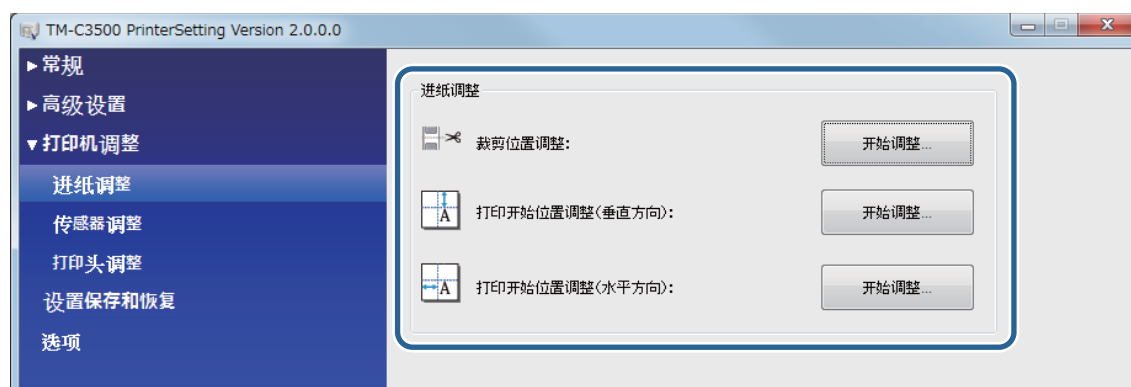 TM-C3500 PrinterSetting Version 2.0.0.0
▶常规
▶高级设置
▼打印机调整
进纸调整
传感器调整
打印头调整
设置保存和恢复
选项
进纸调整
裁剪位置调整:
开始调整...
A
打印开始位置调整(垂直方向):
开始调整...
A
打印开始位置调整(水平方向):
开始调整...